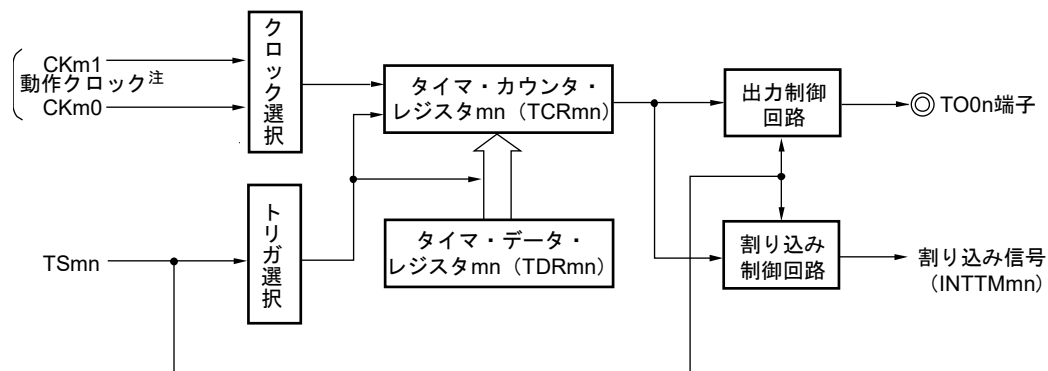 CKm1
動作クロック注
CKm0
クロック選択
タイマ・カウンタ・
レジスタmn（TCRmn）
出力制御
回路
TO0n端子
TSmn
トリガ選択
タイマ・データ・
レジスタmn（TDRmn）
割り込み
制御回路
割り込み信号
（INTTMmn）